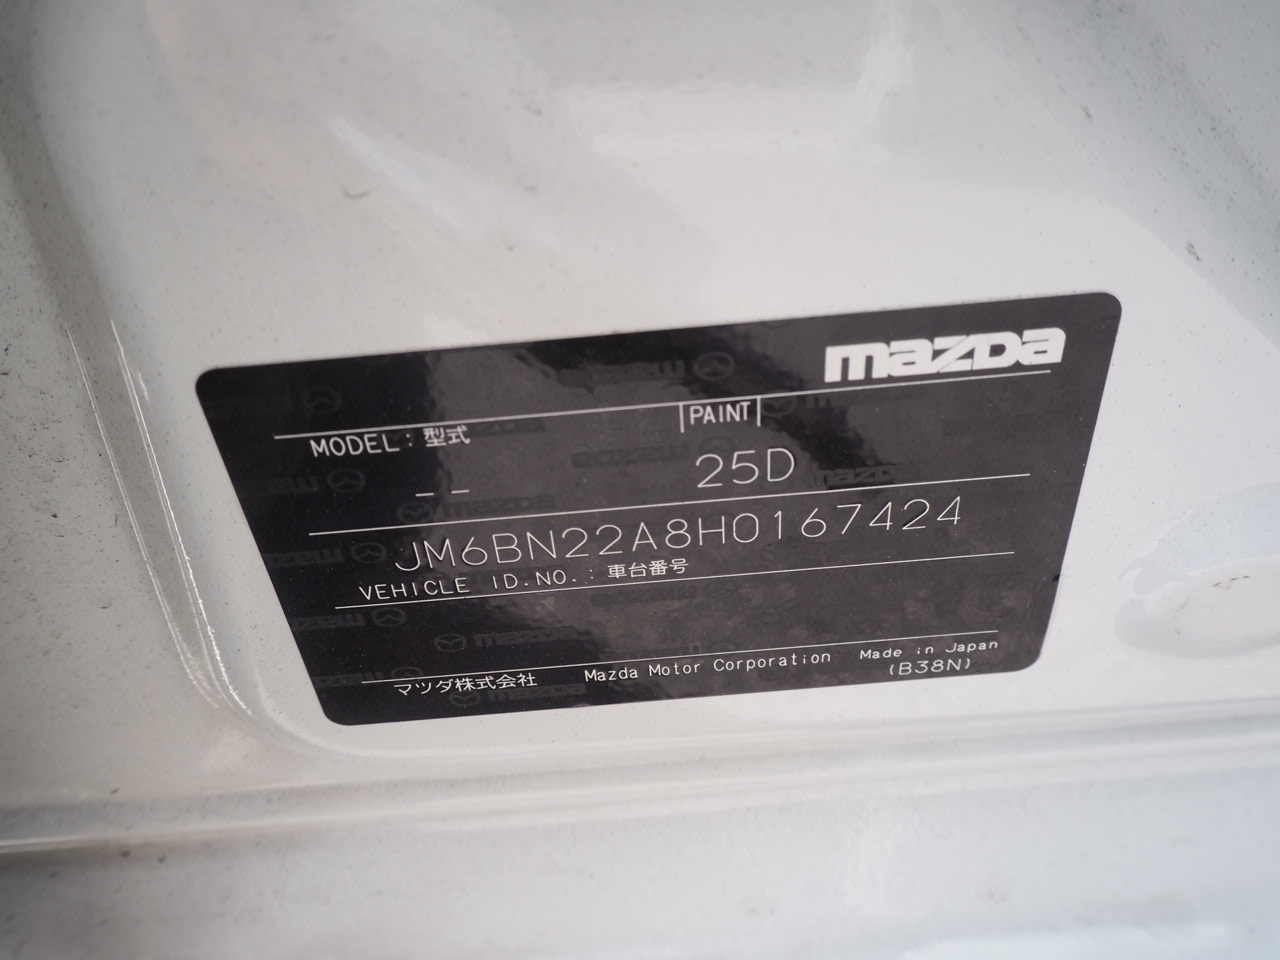 mazda
MODEL: 型式
PAINT
25D
_ _
JM6BN22A8H0167424
VEHICLE ID.NO.: 車台番号
マツダ株式会社 Mazda Motor Corporation Made in Japan
(B38N)